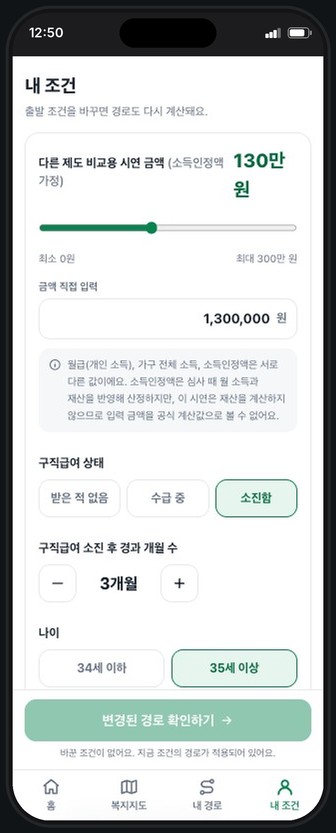 12:50
내 조건
출발 조건을 바꾸면 경로도 다시 계산돼요.
다른 제도 비교용 시연 금액 (소득인정액
가정)
130만
원
최소 0원
최대 300만 원
금액 직접 입력
1,300,000 원
월급(개인 소득), 가구 전체 소득, 소득인정액은 서로
다른 값이에요. 소득인정액은 심사 때 월 소득과
재산을 반영해 산정하지만, 이 시연은 재산을 계산하지
않으므로 입력 금액을 공식 계산값으로 볼 수 없어요.
구직급여 상태
받은 적 없음
수급 중
소진함
구직급여 소진 후 경과 개월 수
− 3개월 +
나이
34세 이하
35세 이상
변경된 경로 확인하기 →
바꾼 조건이 없어요. 지금 조건의 경로가 적용되어 있어요.
홈
복지지도
내 경로
내 조건